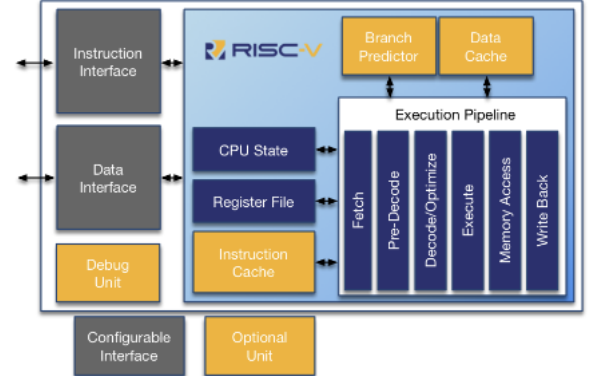 Instruction
Interface
RISC-V
Branch
Predictor
Data
Cache
Execution Pipeline
CPU State
Data
Interface
Register File
Instruction
Cache
Debug
Unit
Fetch
Pre-Decode
Decode/Optimize
Execute
Memory Access
Write Back
Configurable
Interface
Optional
Unit